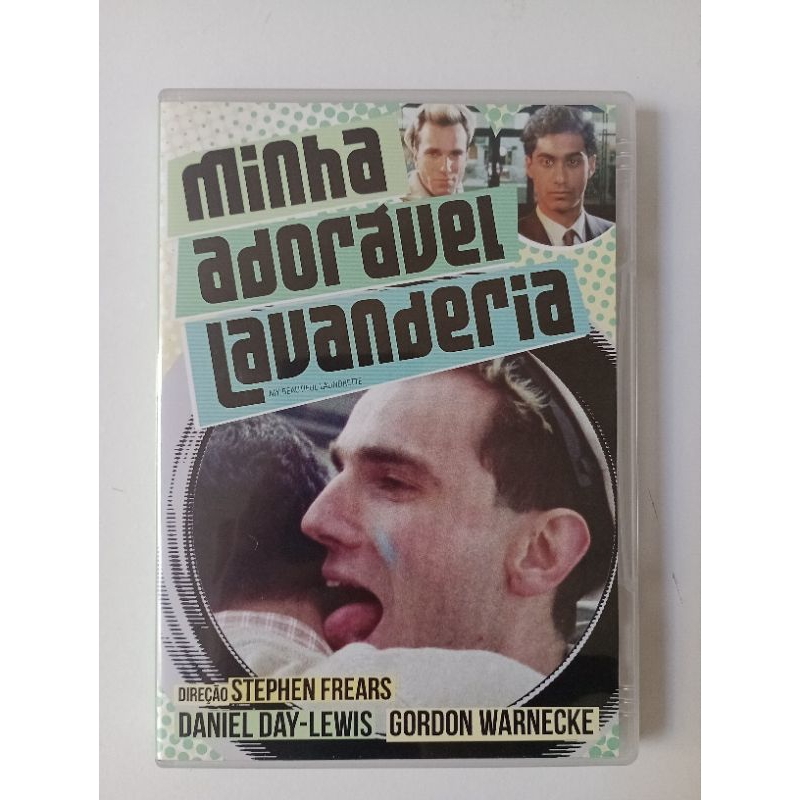 minha
adorável
Lavanderia
MY BEAUTIFUL LAUNDRETTE
DIREÇÃO STEPHEN FREARS
DANIEL DAY-LEWIS GORDON WARNECKE